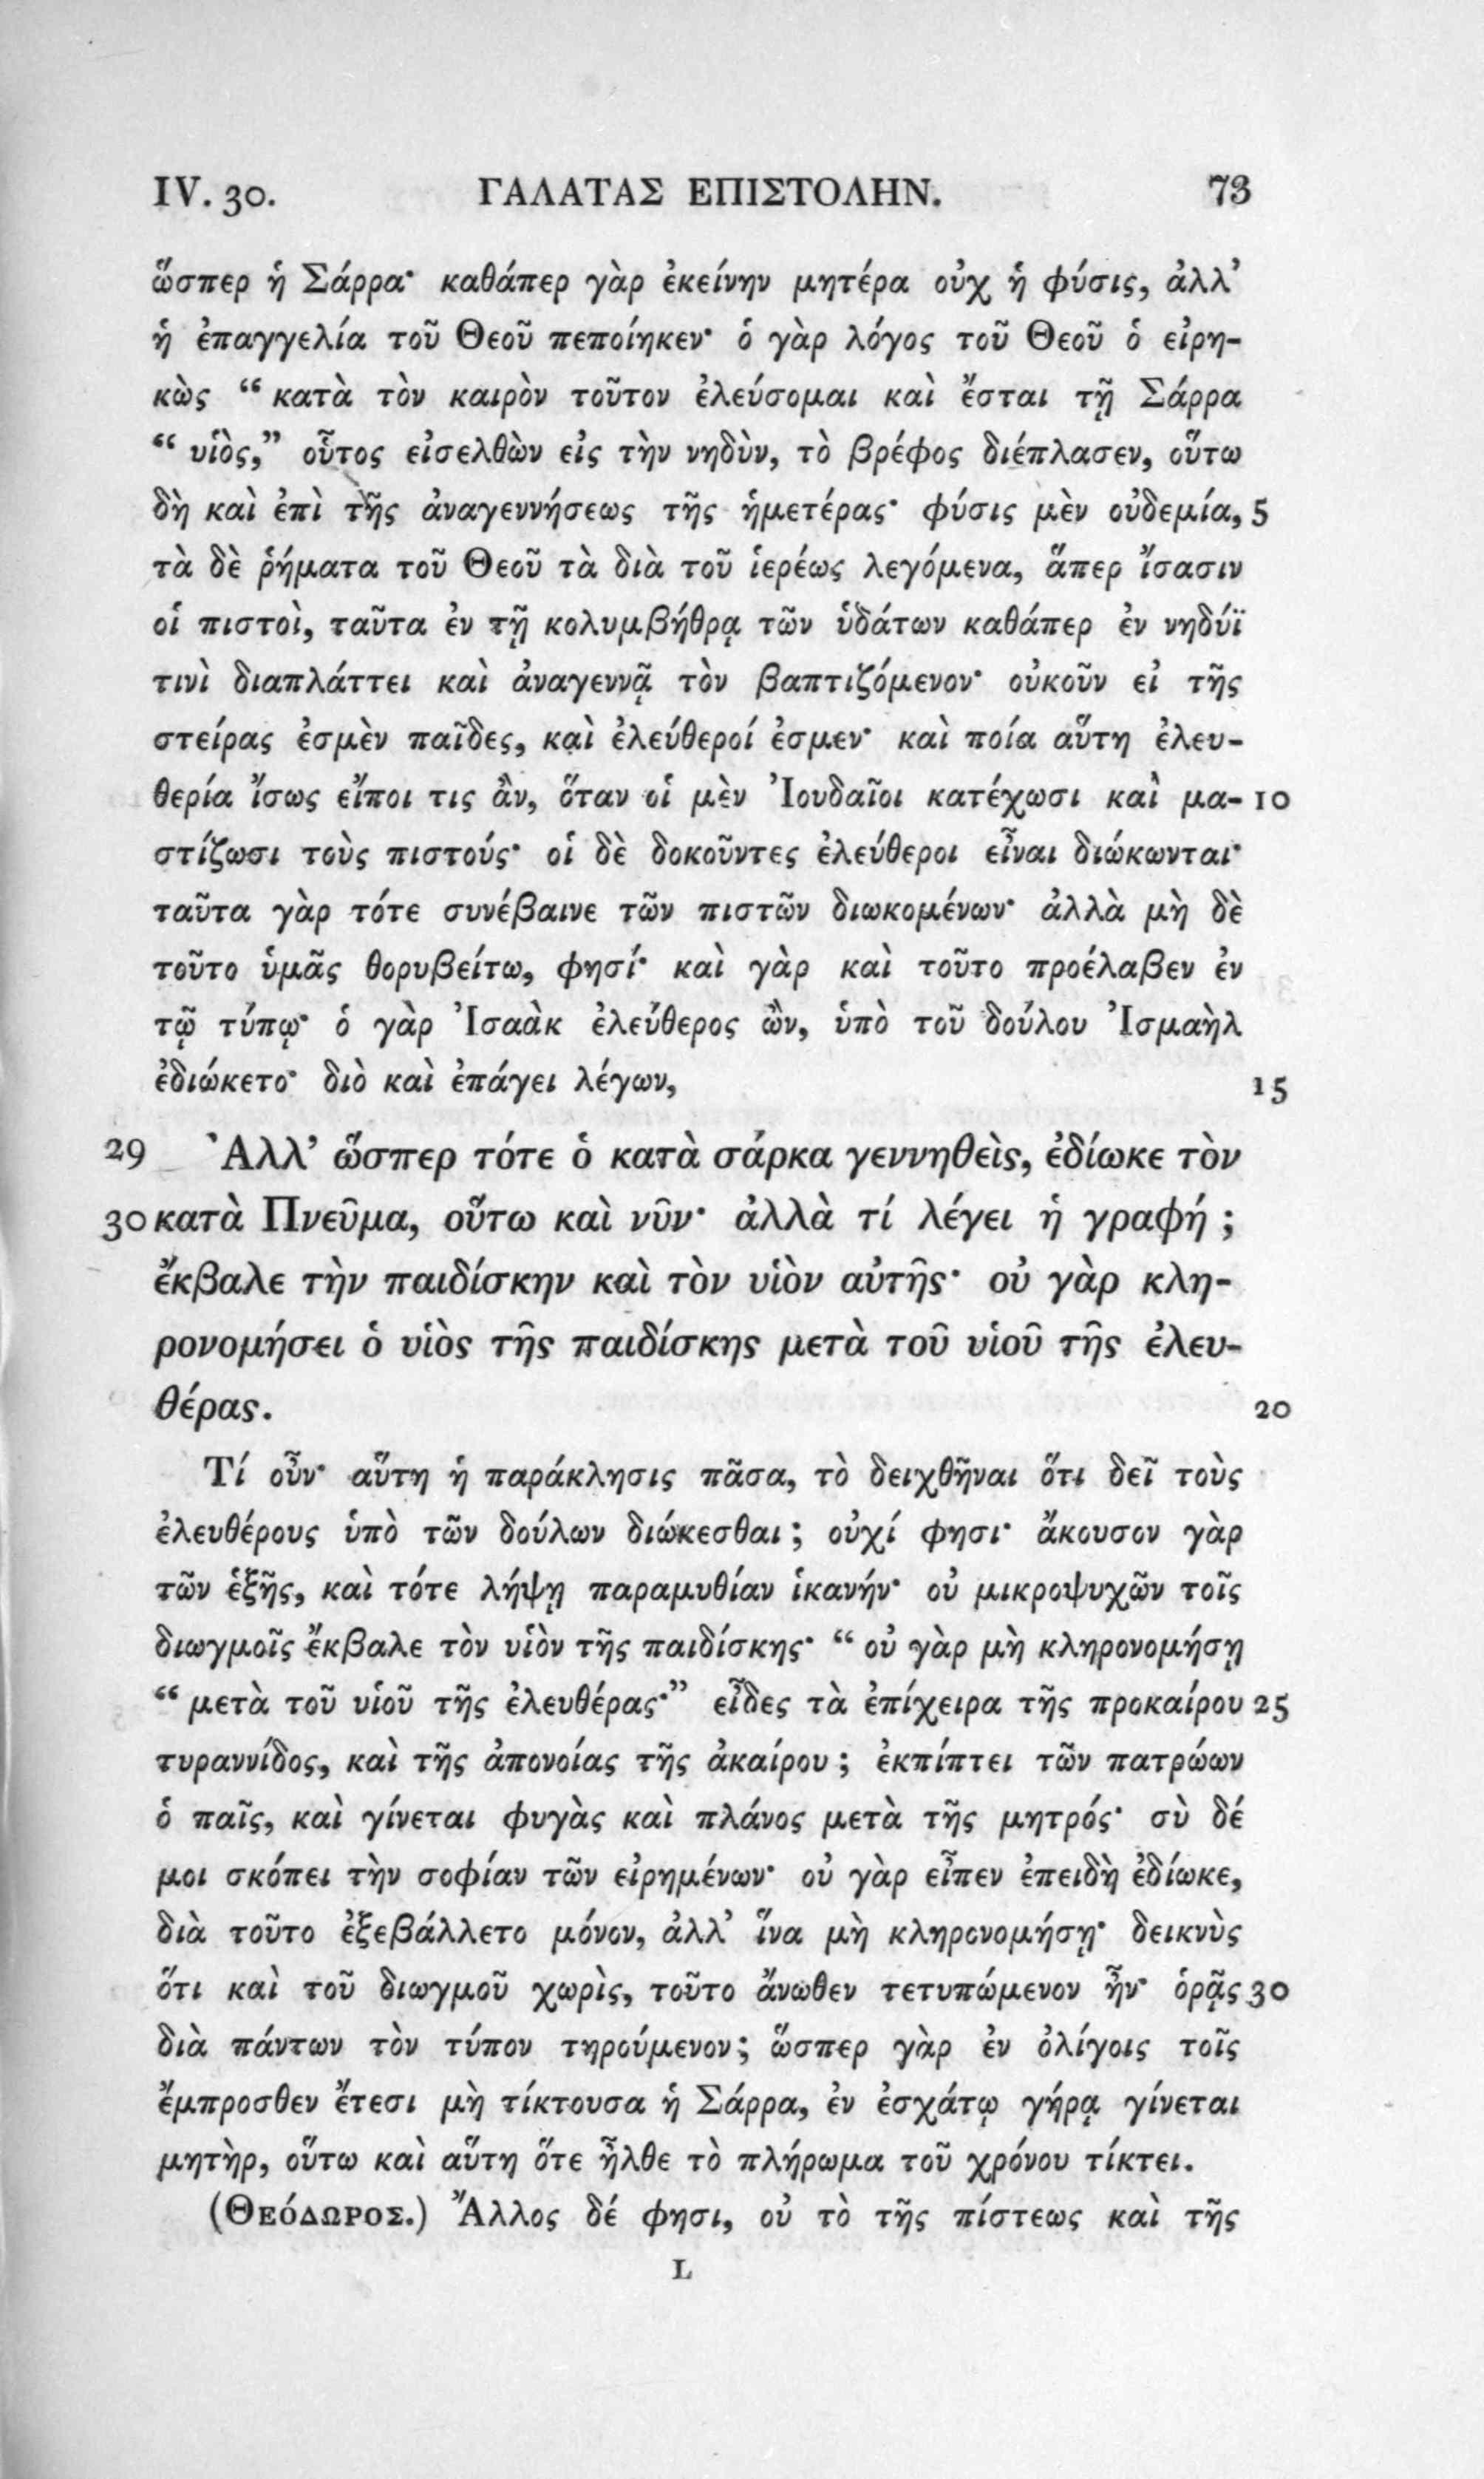 IV. 30. ΓΑΛΑΤΑΣ ΕΠΙΣΤΟΛΗΝ. 73
ὥσπερ ἡ Σάρρα· καθάπερ γὰρ ἐκείνην μητέρα οὐχ ἡ φύσις, ἀλλ’
ἡ ἐπαγγελία τοῦ Θεοῦ πεποίηκεν· ὁ γὰρ λόγος τοῦ Θεοῦ ὁ εἰρη-
κὼς “ κατὰ τὸν καιρὸν τοῦτον ἐλεύσομαι καὶ ἔσται τῇ Σάρρα
“ υἱὸς,” οὗτος εἰσελθὼν εἰς τὴν νηδὺν, τὸ βρέφος διέπλασεν, οὕτω
δὴ καὶ ἐπὶ τῆς ἀναγεννήσεως τῆς ἡμετέρας· φύσις μὲν οὐδεμία, 5
τὰ δὲ ῥήματα τοῦ Θεοῦ τὰ διὰ τοῦ ἱερέως λεγόμενα, ἅπερ ἴσασιν
οἱ πιστοὶ, ταῦτα ἐν τῇ κολυμβήθρᾳ τῶν ὑδάτων καθάπερ ἐν νηδύϊ
τινὶ διαπλάττει καὶ ἀναγεννᾷ τὸν βαπτιζόμενον· οὐκοῦν εἰ τῆς
στείρας ἐσμὲν παῖδες, καὶ ἐλεύθεροί ἐσμεν· καὶ ποία αὕτη ἐλευ-
θερία ἴσως εἴποι τις ἂν, ὅταν οἱ μὲν Ἰουδαῖοι κατέχωσι καὶ μα- 10
στίζωσι τοὺς πιστούς· οἱ δὲ δοκοῦντες ἐλεύθεροι εἶναι διώκωνται·
ταῦτα γὰρ τότε συνέβαινε τῶν πιστῶν διωκομένων· ἀλλὰ μὴ δὲ
τοῦτο ὑμᾶς θορυβείτω, φησί· καὶ γὰρ καὶ τοῦτο προέλαβεν ἐν
τῷ τύπῳ· ὁ γὰρ Ἰσαὰκ ἐλεύθερος ὢν, ὑπὸ τοῦ δούλου Ἰσμαὴλ
ἐδιώκετο· διὸ καὶ ἐπάγει λέγων, 15
29 Ἀλλ’ ὥσπερ τότε ὁ κατὰ σάρκα γεννηθεὶς, ἐδίωκε τὸν
30 κατὰ Πνεῦμα, οὕτω καὶ νῦν· ἀλλὰ τί λέγει ἡ γραφή ;
ἔκβαλε τὴν παιδίσκην καὶ τὸν υἱὸν αὐτῆς· οὐ γὰρ κλη-
ρονομήσει ὁ υἱὸς τῆς παιδίσκης μετὰ τοῦ υἱοῦ τῆς ἐλευ-
θέρας. 20
Τί οὖν· αὕτη ἡ παράκλησις πᾶσα, τὸ δειχθῆναι ὅτι δεῖ τοὺς
ἐλευθέρους ὑπὸ τῶν δούλων διώκεσθαι ; οὐχί φησι· ἄκουσον γὰρ
τῶν ἑξῆς, καὶ τότε λήψῃ παραμυθίαν ἱκανήν· οὐ μικροψυχῶν τοῖς
διωγμοῖς ἔκβαλε τὸν υἱὸν τῆς παιδίσκης· “ οὐ γὰρ μὴ κληρονομήσῃ
“ μετὰ τοῦ υἱοῦ τῆς ἐλευθέρας·” εἶδες τὰ ἐπίχειρα τῆς προκαίρου 25
τυραννίδος, καὶ τῆς ἀπονοίας τῆς ἀκαίρου ; ἐκπίπτει τῶν πατρώων
ὁ παῖς, καὶ γίνεται φυγὰς καὶ πλάνος μετὰ τῆς μητρός· σὺ δέ
μοι σκόπει τὴν σοφίαν τῶν εἰρημένων· οὐ γὰρ εἶπεν ἐπειδὴ ἐδίωκε,
διὰ τοῦτο ἐξεβάλλετο μόνον, ἀλλ’ ἵνα μὴ κληρονομήσῃ· δεικνὺς
ὅτι καὶ τοῦ διωγμοῦ χωρὶς, τοῦτο ἄνωθεν τετυπώμενον ἦν· ὁρᾷς 30
διὰ πάντων τὸν τύπον τηρούμενον ; ὥσπερ γὰρ ἐν ὀλίγοις τοῖς
ἔμπροσθεν ἔτεσι μὴ τίκτουσα ἡ Σάρρα, ἐν ἐσχάτῳ γήρᾳ γίνεται
μητὴρ, οὕτω καὶ αὕτη ὅτε ἦλθε τὸ πλήρωμα τοῦ χρόνου τίκτει.
(ΘΕΌΔΩΡΟΣ.) Ἄλλος δέ φησι, οὐ τὸ τῆς πίστεως καὶ τῆς
L